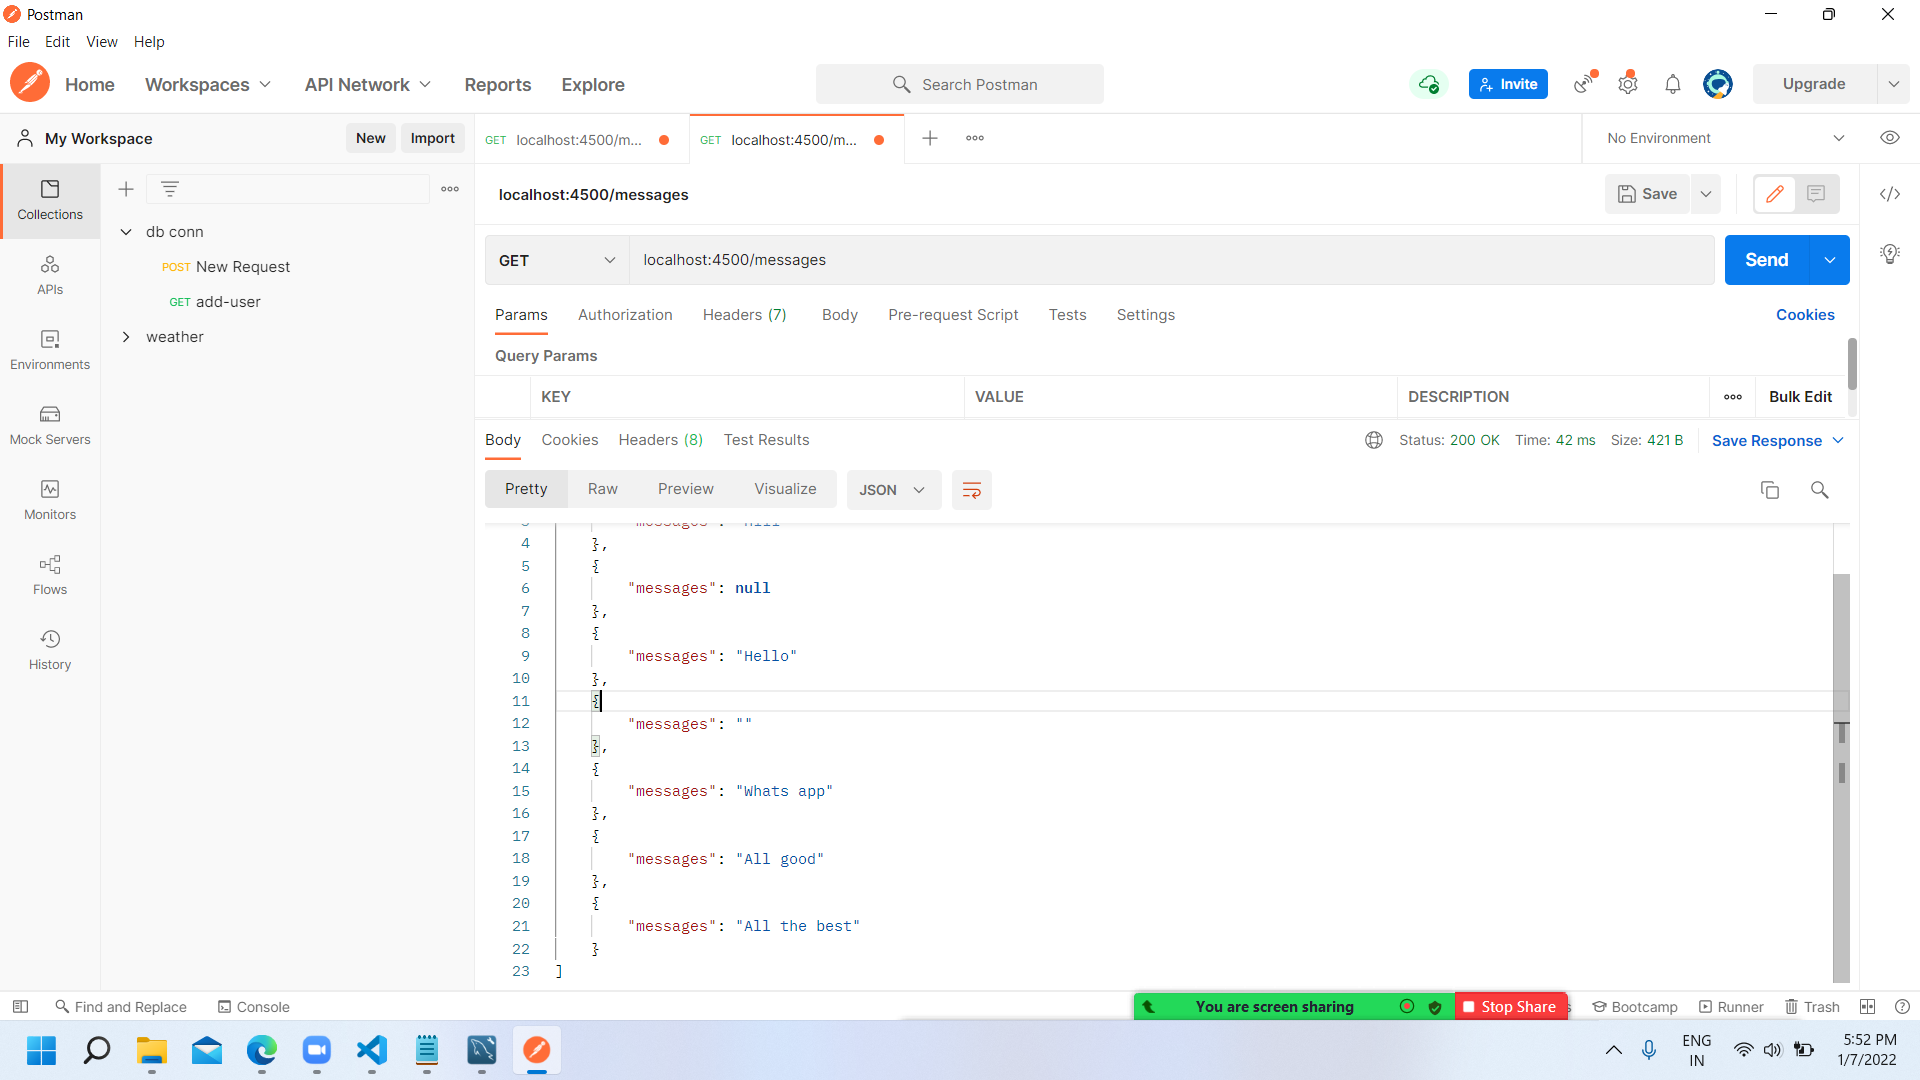 Postman
File Edit View Help
Home Workspaces API Network Reports Explore Search Postman Invite Upgrade
My Workspace New Import GET localhost:4500/m... GET localhost:4500/m... No Environment
localhost:4500/messages Save
Collections
APIs
Environments
Mock Servers
Monitors
Flows
History
db conn
POST New Request
GET add-user
weather
GET localhost:4500/messages Send
Params Authorization Headers (7) Body Pre-request Script Tests Settings Cookies
Query Params
KEY VALUE DESCRIPTION Bulk Edit
Body Cookies Headers (8) Test Results Status: 200 OK Time: 42 ms Size: 421 B Save Response
Pretty Raw Preview Visualize JSON
4 },
5 {
6 "messages": null
7 },
8 {
9 "messages": "Hello"
10 },
11 {
12 "messages": ""
13 },
14 {
15 "messages": "Whats app"
16 },
17 {
18 "messages": "All good"
19 },
20 {
21 "messages": "All the best"
22 }
23 ]
Find and Replace Console You are screen sharing Stop Share Bootcamp Runner Trash
ENG 5:52 PM
IN 1/7/2022